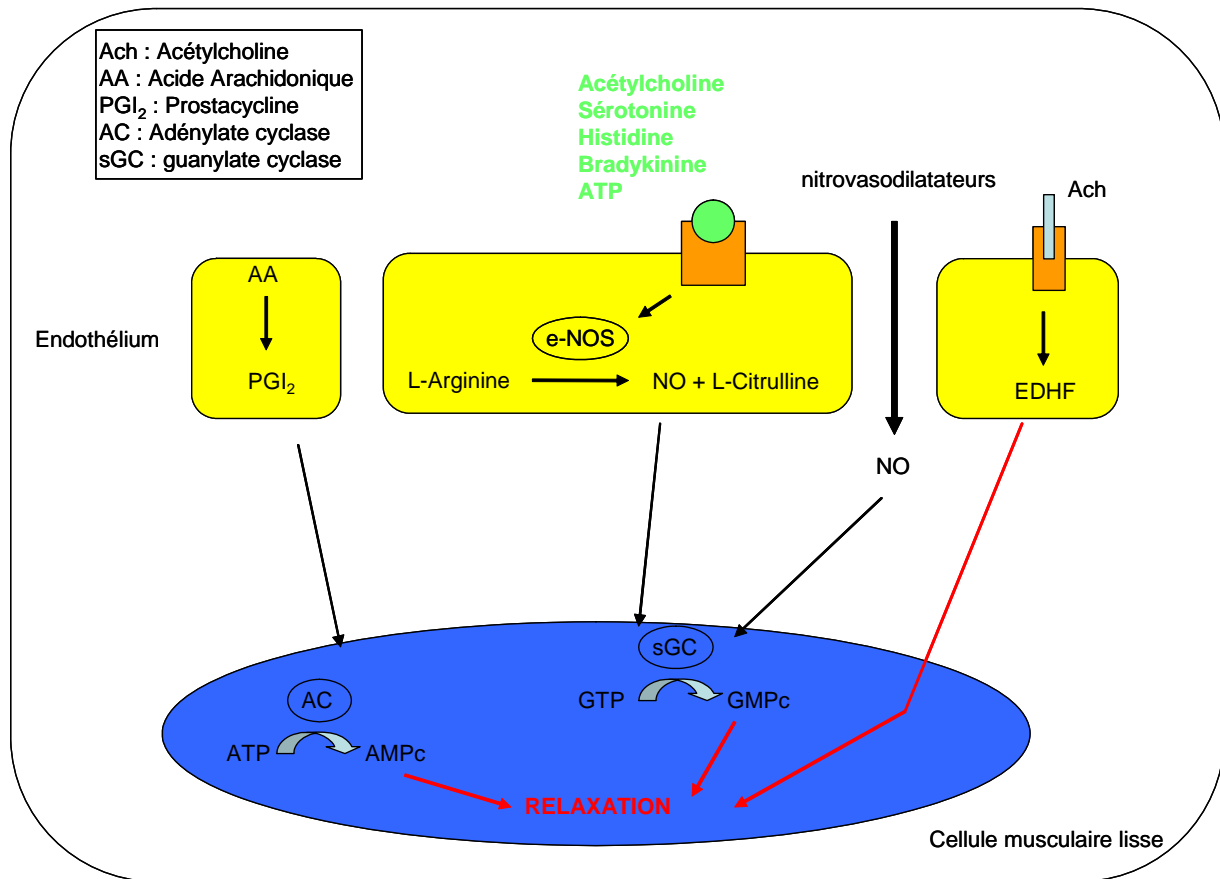 Ach : Acétylcholine
AA : Acide Arachidonique
PGI₂ : Prostacycline
AC : Adénylate cyclase
sGC : guanylate cyclase
Acétylcholine
Sérotonine
Histidine
Bradykinine
ATP
nitrovasodilatateurs
Ach
Endothélium
AA
PGI₂
e-NOS
L-Arginine
NO + L-Citrulline
EDHF
NO
sGC
GTP
GMPc
AC
ATP
AMPc
RELAXATION
Cellule musculaire lisse